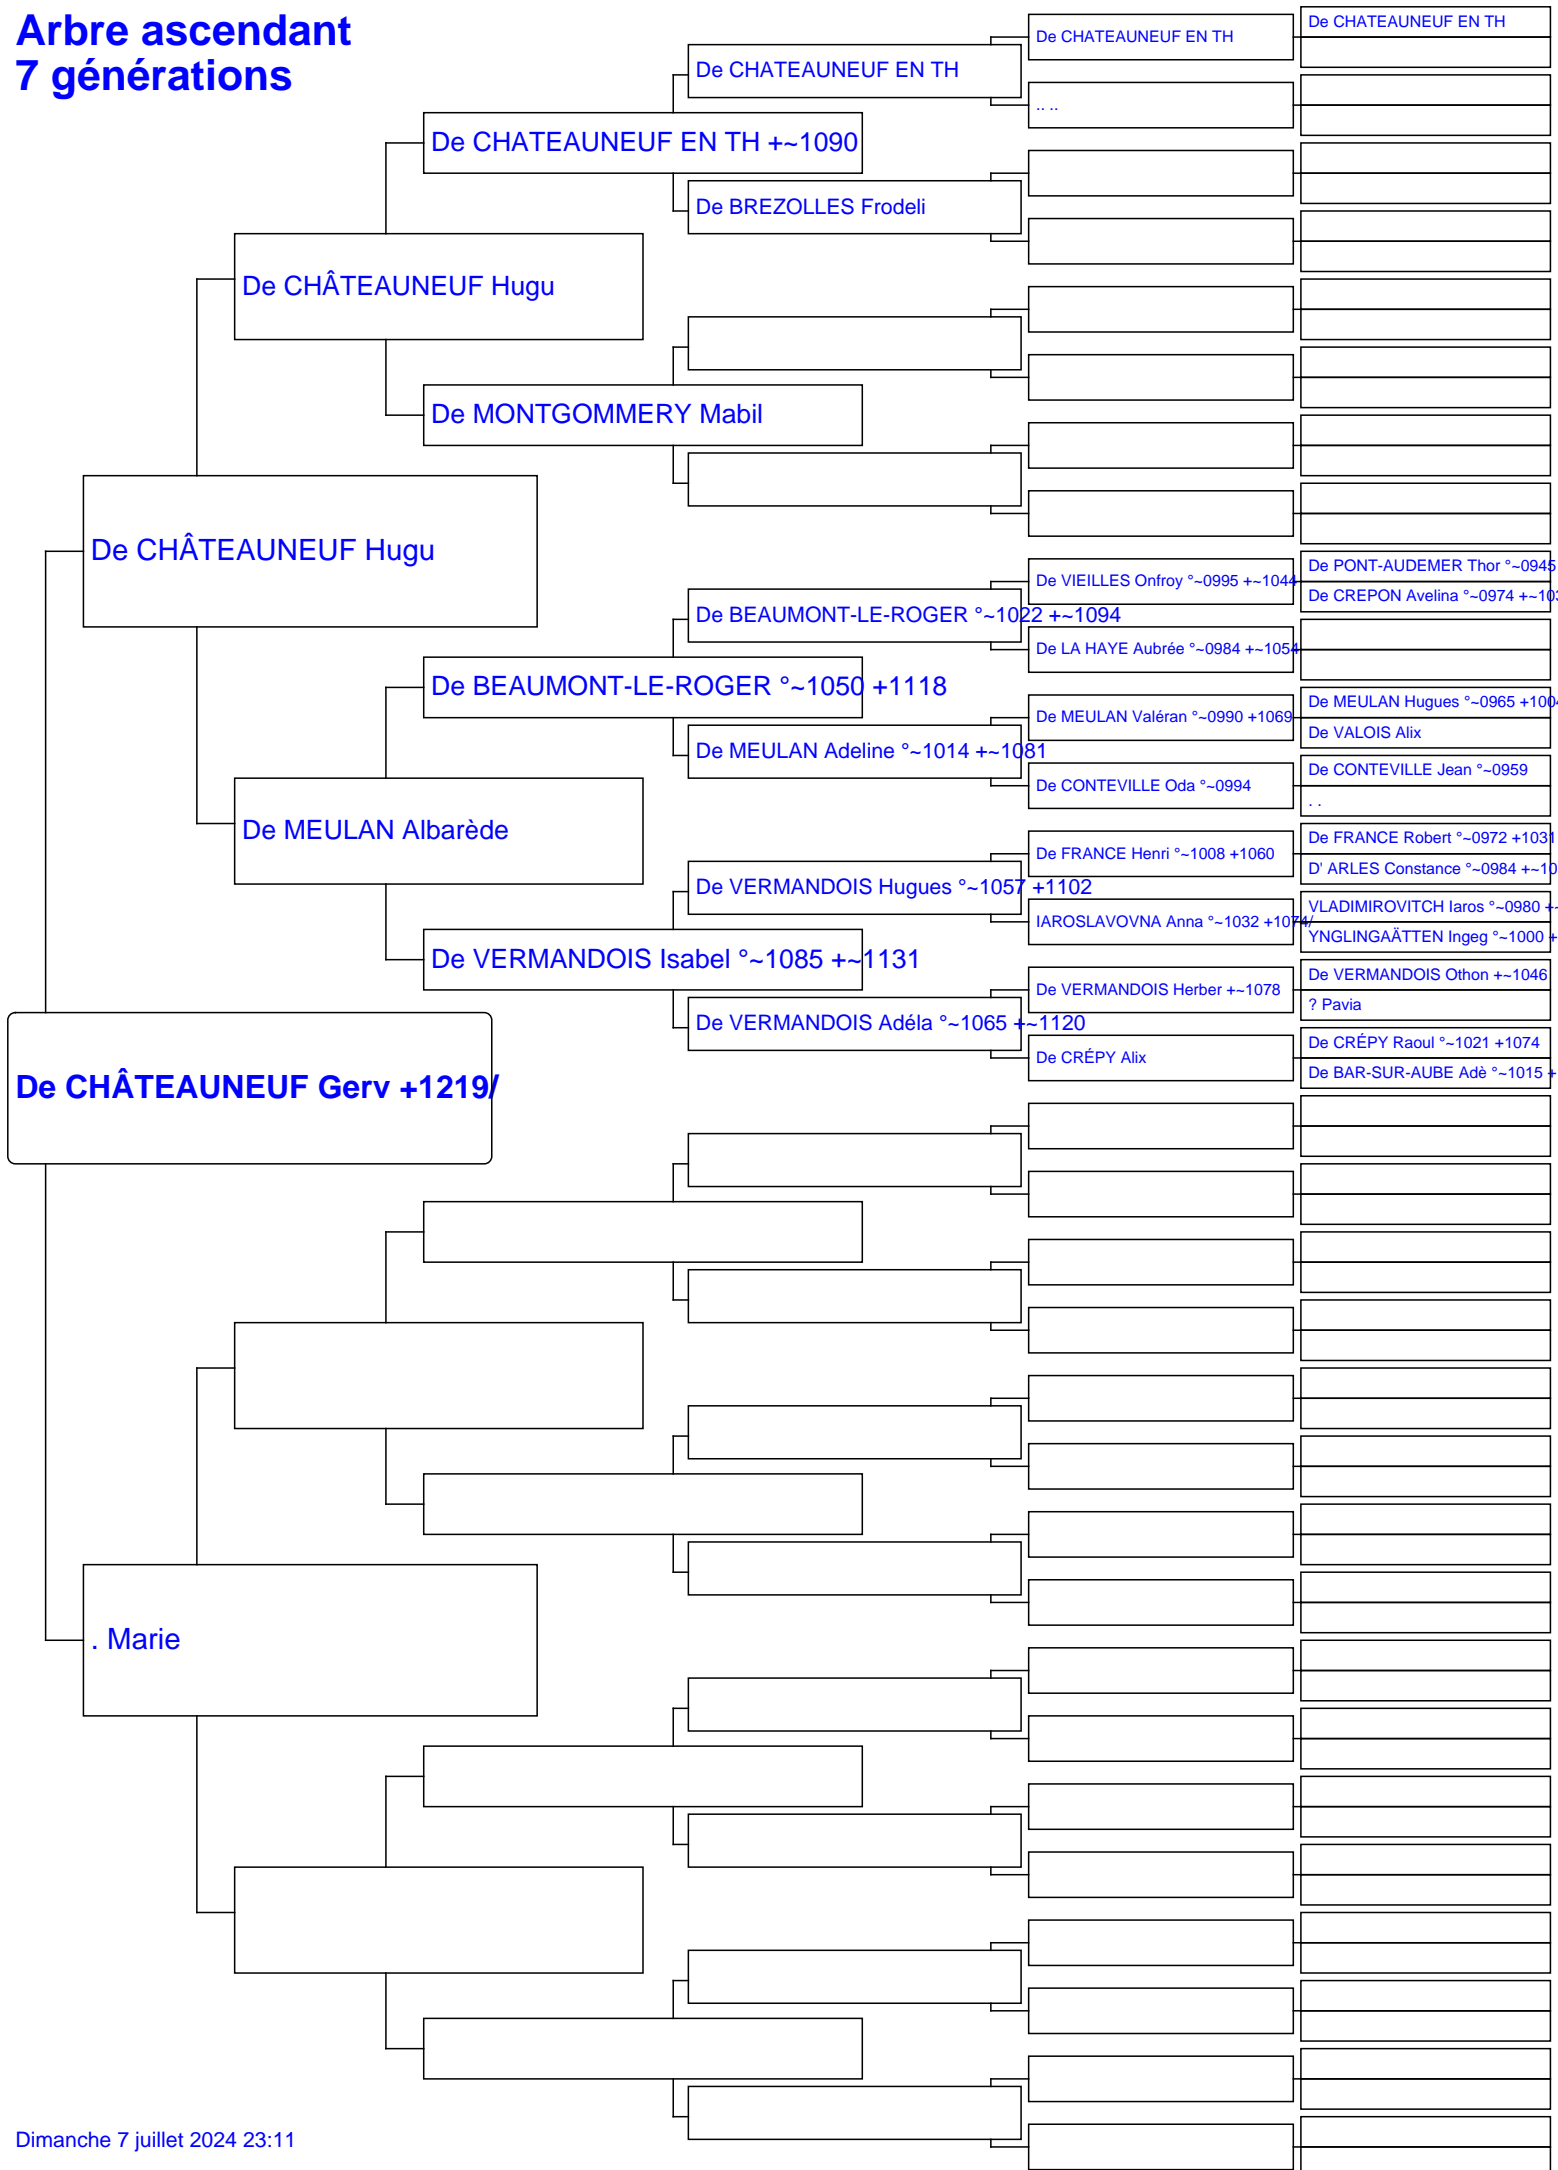 Arbre ascendant
7 générations
De CHATEAUNEUF EN TH
De CHATEAUNEUF EN TH
De CHATEAUNEUF EN TH
.. ..
De CHATEAUNEUF EN TH +~1090
De BREZOLLES Frodeli
De CHÂTEAUNEUF Hugu
De MONTGOMMERY Mabil
De CHÂTEAUNEUF Hugu
De PONT-AUDEMER Thor °~0945
De VIEILLES Onfroy °~0995 +~1044
De CREPON Avelina °~0974 +~103
De BEAUMONT-LE-ROGER °~1022 +~1094
De LA HAYE Aubrée °~0984 +~1054
De BEAUMONT-LE-ROGER °~1050 +1118
De MEULAN Hugues °~0965 +100
De MEULAN Valéran °~0990 +1069
De VALOIS Alix
De MEULAN Adeline °~1014 +~1081
De CONTEVILLE Jean °~0959
De CONTEVILLE Oda °~0994
. .
De MEULAN Albarède
De FRANCE Robert °~0972 +1031
De FRANCE Henri °~1008 +1060
D' ARLES Constance °~0984 +~10
De VERMANDOIS Hugues °~1057 +1102
VLADIMIROVITCH Iaros °~0980 +~
IAROSLAVOVNA Anna °~1032 +1074/
YNGLINGAÄTTEN Ingeg °~1000 +
De VERMANDOIS Isabel °~1085 +~1131
De VERMANDOIS Othon +~1046
De VERMANDOIS Herber +~1078
? Pavia
De VERMANDOIS Adéla °~1065 +~1120
De CRÉPY Raoul °~1021 +1074
De CRÉPY Alix
De BAR-SUR-AUBE Adè °~1015 +
De CHÂTEAUNEUF Gerv +1219/
. Marie
Dimanche 7 juillet 2024 23:11